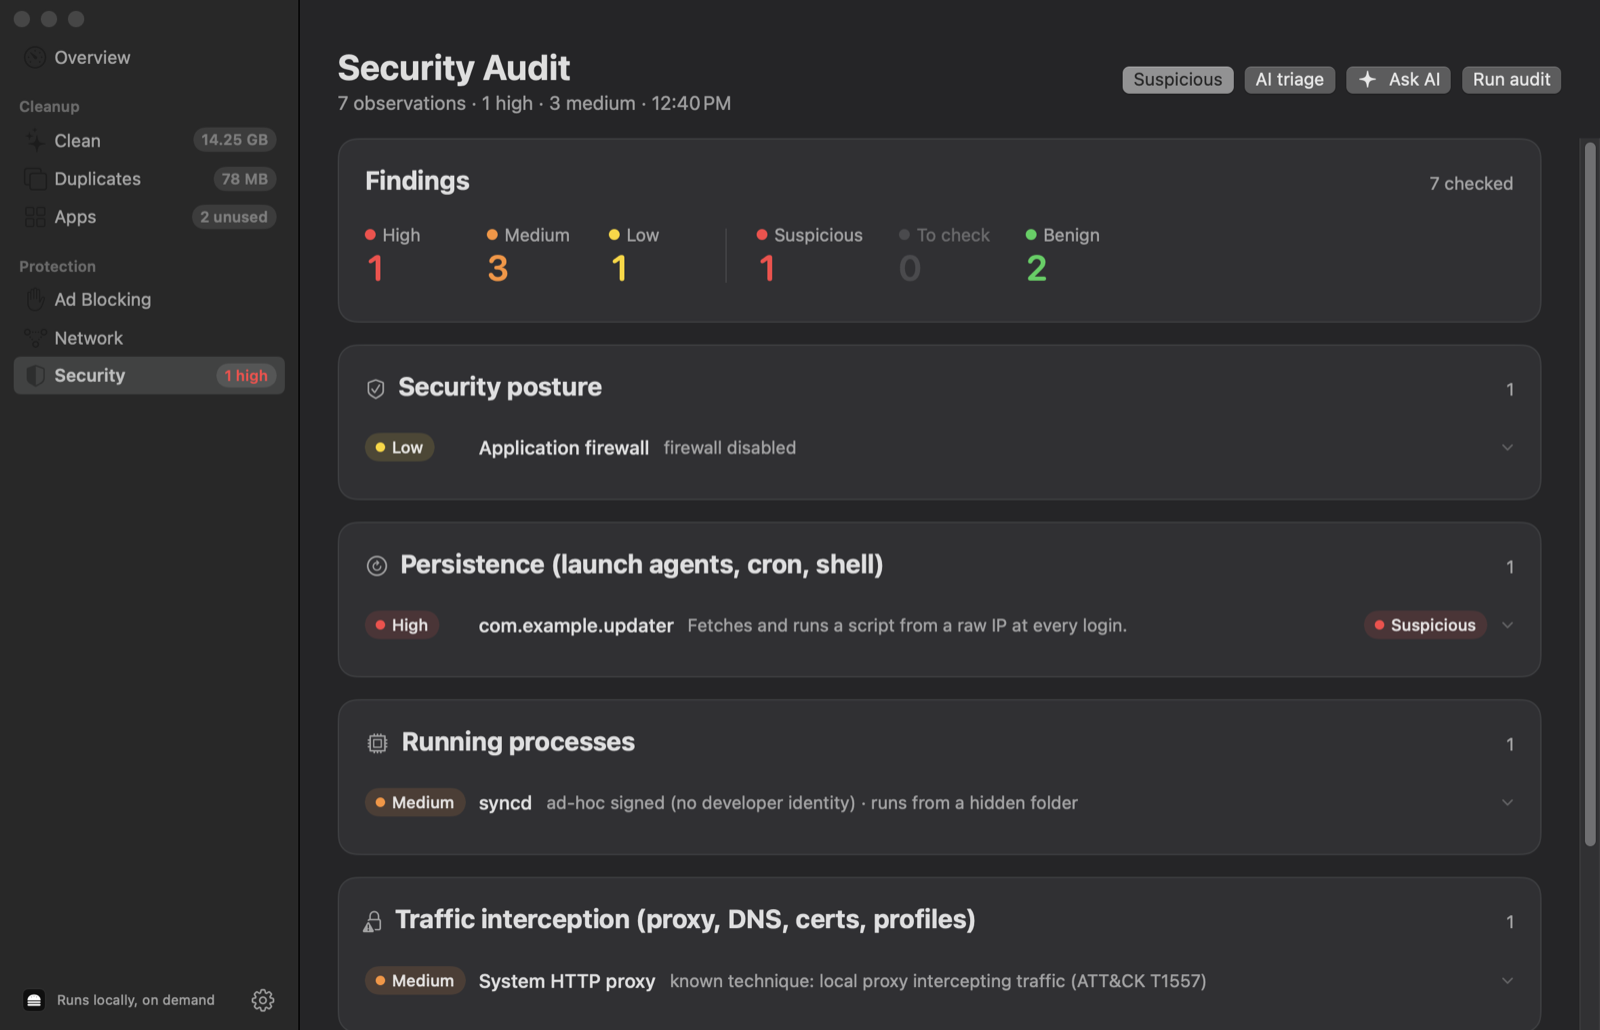 Overview
Cleanup
Clean 14.25 GB
Duplicates 78 MB
Apps 2 unused
Protection
Ad Blocking
Network
Security 1 high
Runs locally, on demand
Security Audit
7 observations · 1 high · 3 medium · 12:40 PM
Suspicious AI triage Ask AI Run audit
Findings 7 checked
High Medium Low Suspicious To check Benign
1 3 1 1 0 2
Security posture 1
Low Application firewall firewall disabled
Persistence (launch agents, cron, shell) 1
High com.example.updater Fetches and runs a script from a raw IP at every login. Suspicious
Running processes 1
Medium syncd ad-hoc signed (no developer identity) · runs from a hidden folder
Traffic interception (proxy, DNS, certs, profiles) 1
Medium System HTTP proxy known technique: local proxy intercepting traffic (ATT&CK T1557)